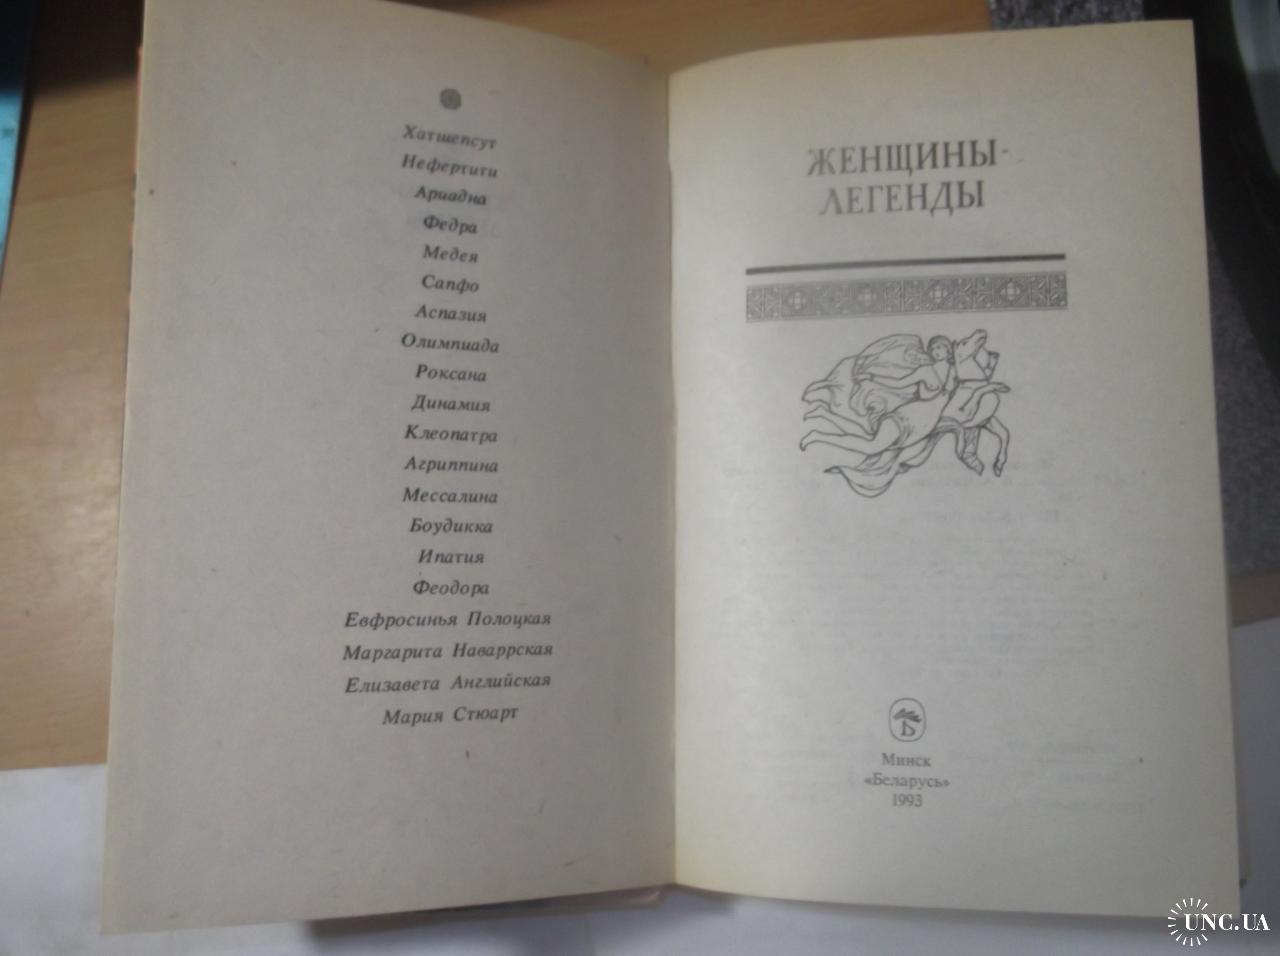 Хатшепсут
Нефертити
Ариадна
Федра
Медея
Сапфо
Аспазия
Олимпиада
Роксана
Динамия
Клеопатра
Агриппина
Мессалина
Боудикка
Ипатия
Феодора
Евфросинья Полоцкая
Маргарита Наваррская
Елизавета Английская
Мария Стюарт
ЖЕНЩИНЫ-
ЛЕГЕНДЫ
Б
Минск
«Беларусь»
1993
UNC.UA